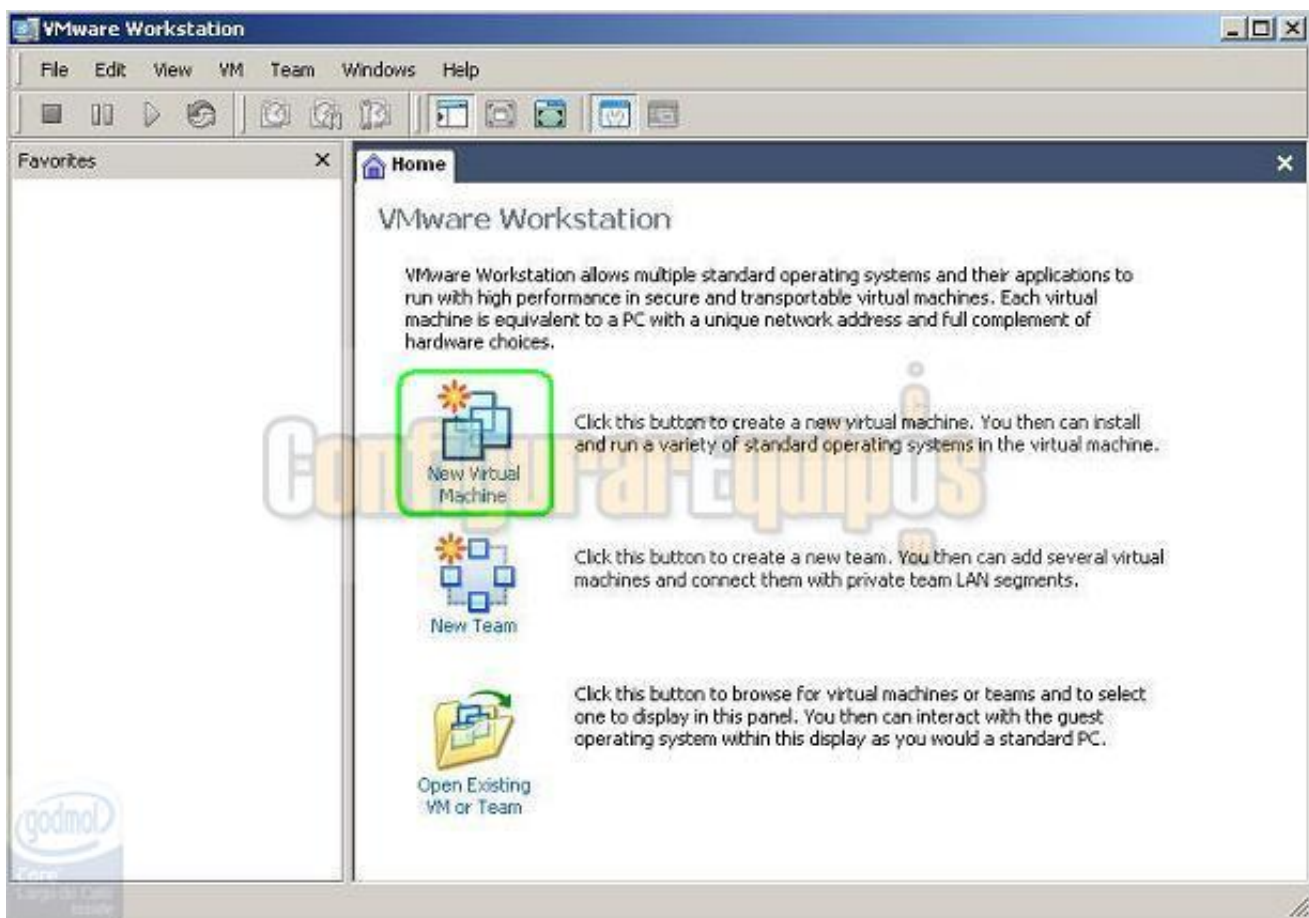 VMware Workstation
File Edit View VM Team Windows Help
Favorites
Home
VMware Workstation
VMware Workstation allows multiple standard operating systems and their applications to
run with high performance in secure and transportable virtual machines. Each virtual
machine is equivalent to a PC with a unique network address and full complement of
hardware choices.
New Virtual
Machine
Click this button to create a new virtual machine. You then can install
and run a variety of standard operating systems in the virtual machine.
ConfigurarEquipos
New Team
Click this button to create a new team. You then can add several virtual
machines and connect them with private team LAN segments.
Open Existing
VM or Team
Click this button to browse for virtual machines or teams and to select
one to display in this panel. You then can interact with the guest
operating system within this display as you would a standard PC.
godmol
Core
inside